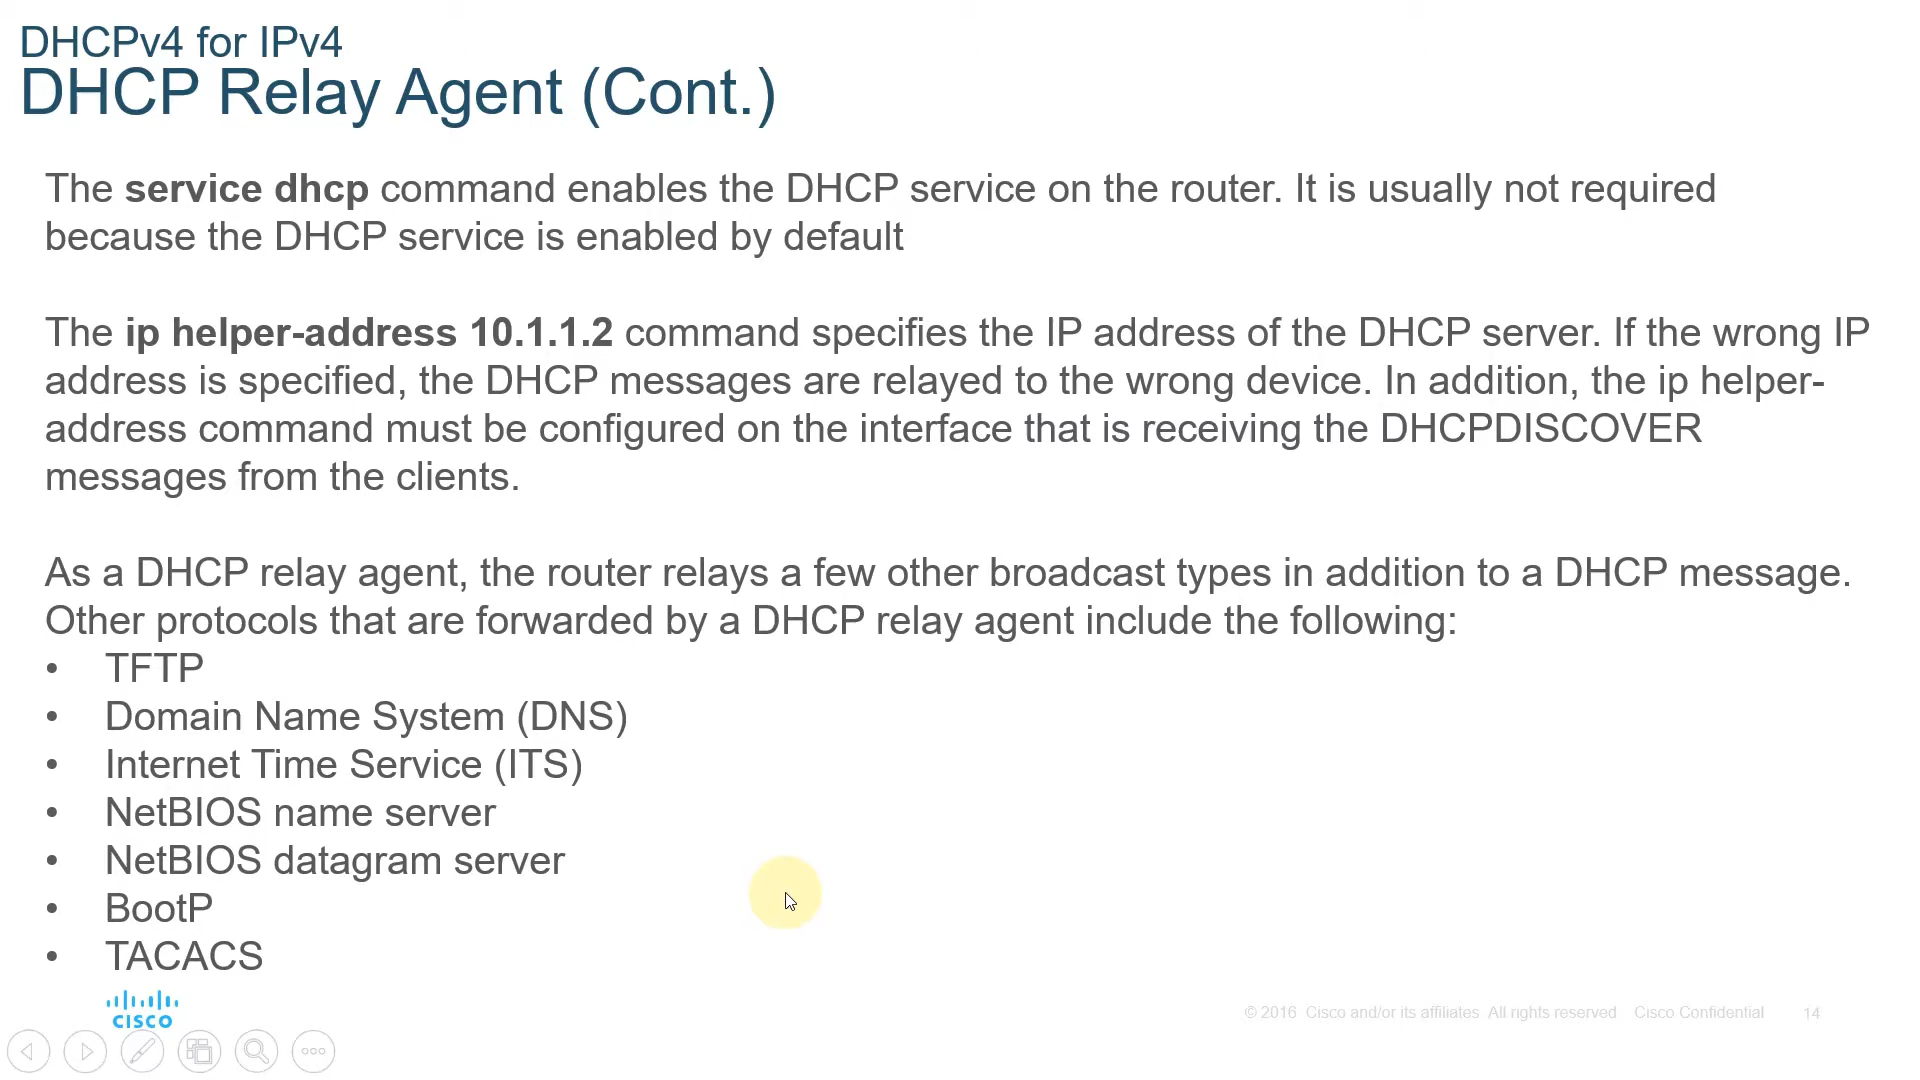 DHCPv4 for IPv4
DHCP Relay Agent (Cont.)
The service dhcp command enables the DHCP service on the router. It is usually not required
because the DHCP service is enabled by default
The ip helper-address 10.1.1.2 command specifies the IP address of the DHCP server. If the wrong IP
address is specified, the DHCP messages are relayed to the wrong device. In addition, the ip helper-
address command must be configured on the interface that is receiving the DHCPDISCOVER
messages from the clients.
As a DHCP relay agent, the router relays a few other broadcast types in addition to a DHCP message.
Other protocols that are forwarded by a DHCP relay agent include the following:
• TFTP
• Domain Name System (DNS)
• Internet Time Service (ITS)
• NetBIOS name server
• NetBIOS datagram server
• BootP
• TACACS
CISCO
© 2016 Cisco and/or its affiliates All rights reserved Cisco Confidential 14